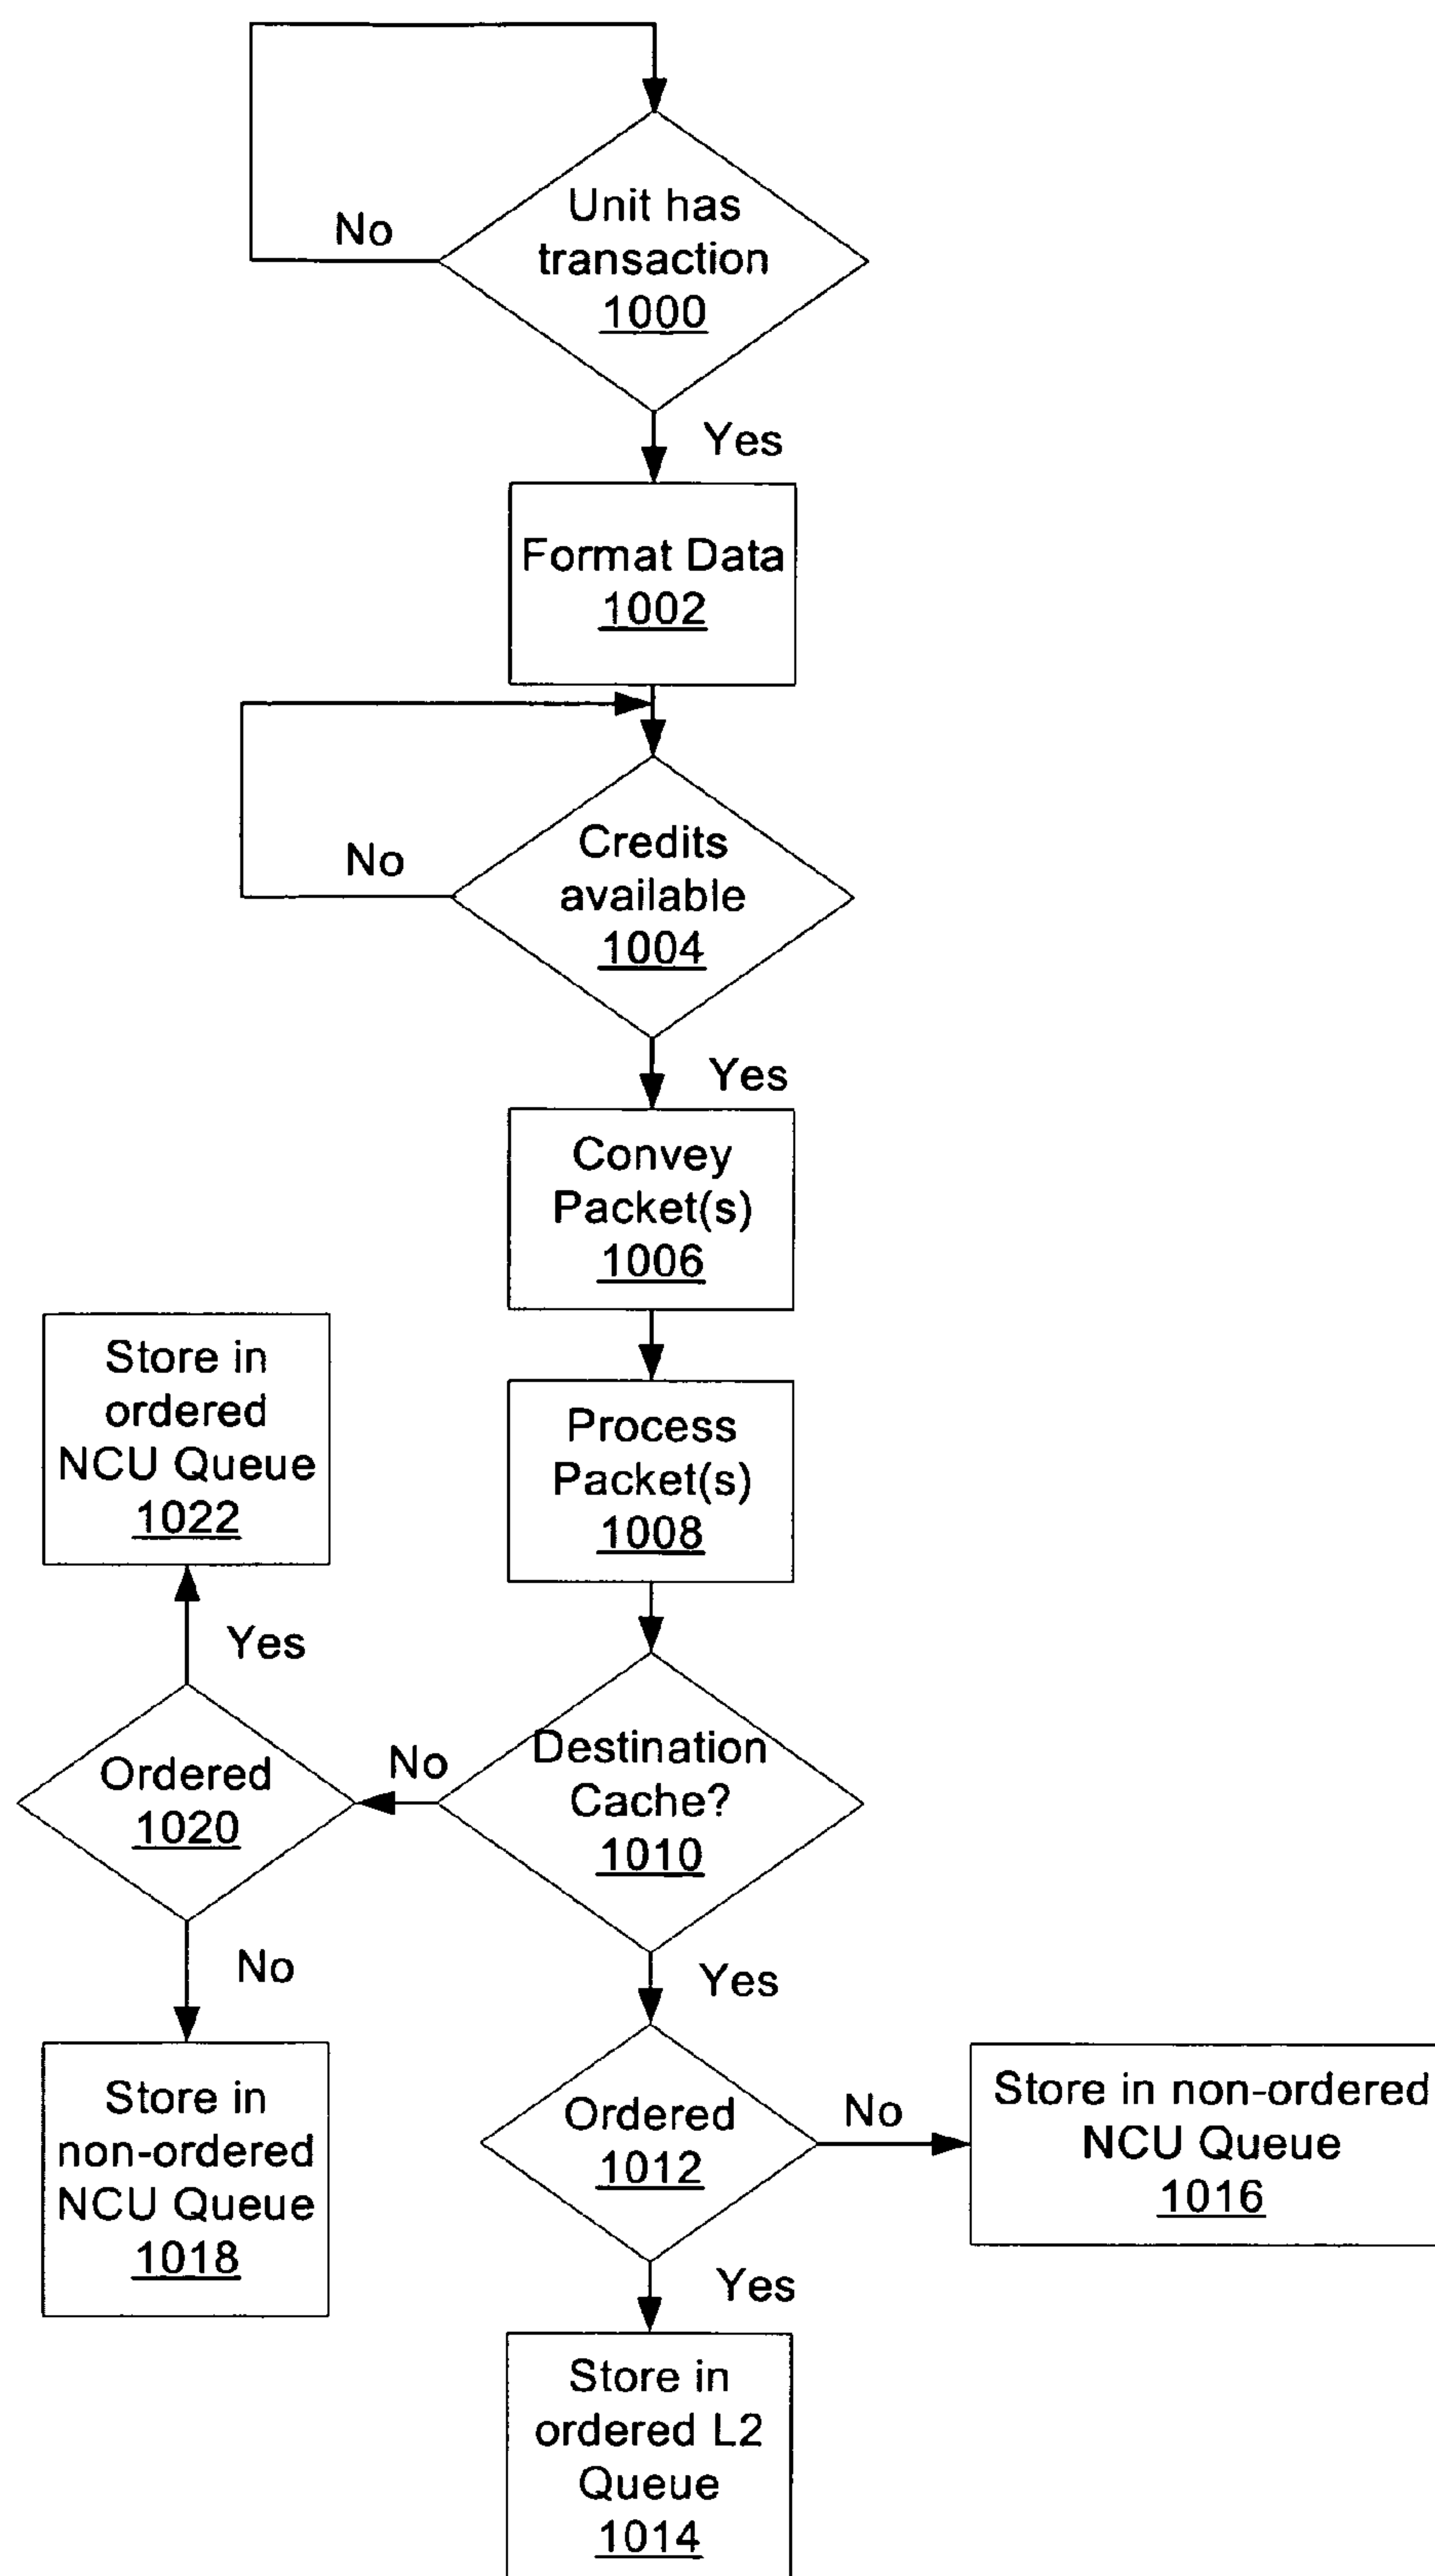 Unit has
transaction
1000
No
Yes
Format Data
1002
Credits
available
1004
No
Yes
Convey
Packet(s)
1006
Process
Packet(s)
1008
Store in
ordered
NCU Queue
1022
Yes
Ordered
1020
No
Destination
Cache?
1010
No
Yes
Store in
non-ordered
NCU Queue
1018
Ordered
1012
No
Store in non-ordered
NCU Queue
1016
Yes
Store in
ordered L2
Queue
1014